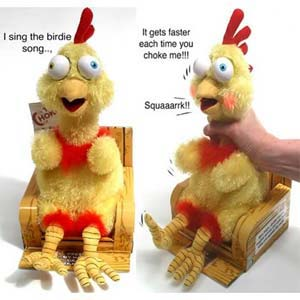 I sing the birdie
song..,
It gets faster
each time you
choke me!!!
Squaaarrk!!